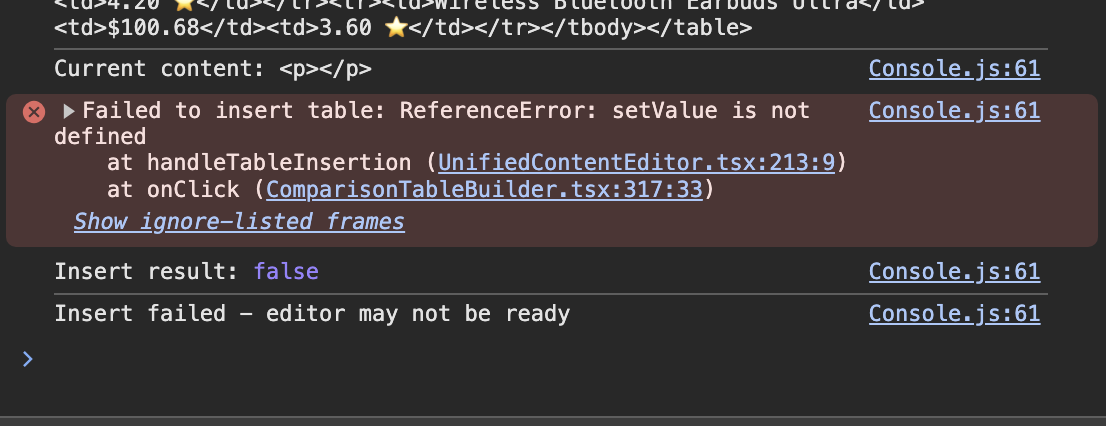 <td>4.20 ⭐</td></tr><tr><td>Wireless Bluetooth Earbuds Ultra</td>
<td>$100.68</td><td>3.60 ⭐</td></tr></tbody></table>
Current content: <p></p> Console.js:61
Failed to insert table: ReferenceError: setValue is not Console.js:61
defined
at handleTableInsertion (UnifiedContentEditor.tsx:213:9)
at onClick (ComparisonTableBuilder.tsx:317:33)
Show ignore-listed frames
Insert result: false Console.js:61
Insert failed - editor may not be ready Console.js:61